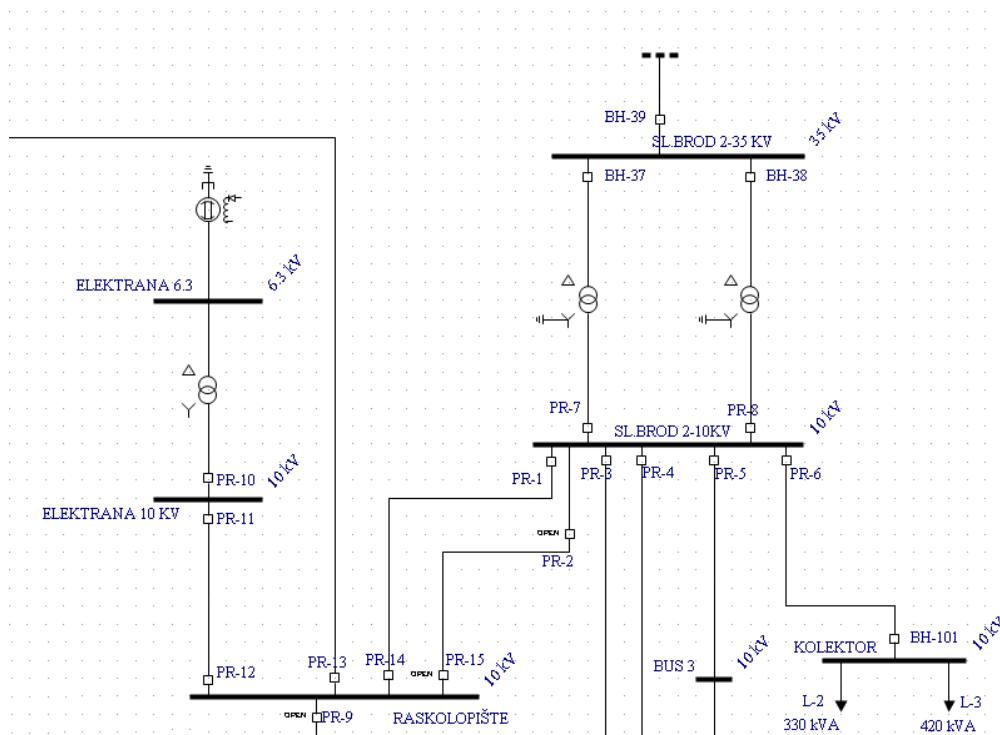 BH-39
SL.BROD 2-35 KV
35 kV
BH-37
BH-38
ELEKTRANA 6.3
6.3 kV
PR-7
PR-8
SL.BROD 2-10KV
10 kV
PR-10
10 kV
ELEKTRANA 10 KV
PR-11
PR-1
PR-3
PR-4
PR-5
PR-6
OPEN
PR-2
PR-12
PR-13
PR-14
OPEN
PR-15
10 kV
BUS 3
10 kV
KOLEKTOR
BH-101
10 kV
OPEN
PR-9
RASKOLOPIŠTE
L-2
330 kVA
L-3
420 kVA